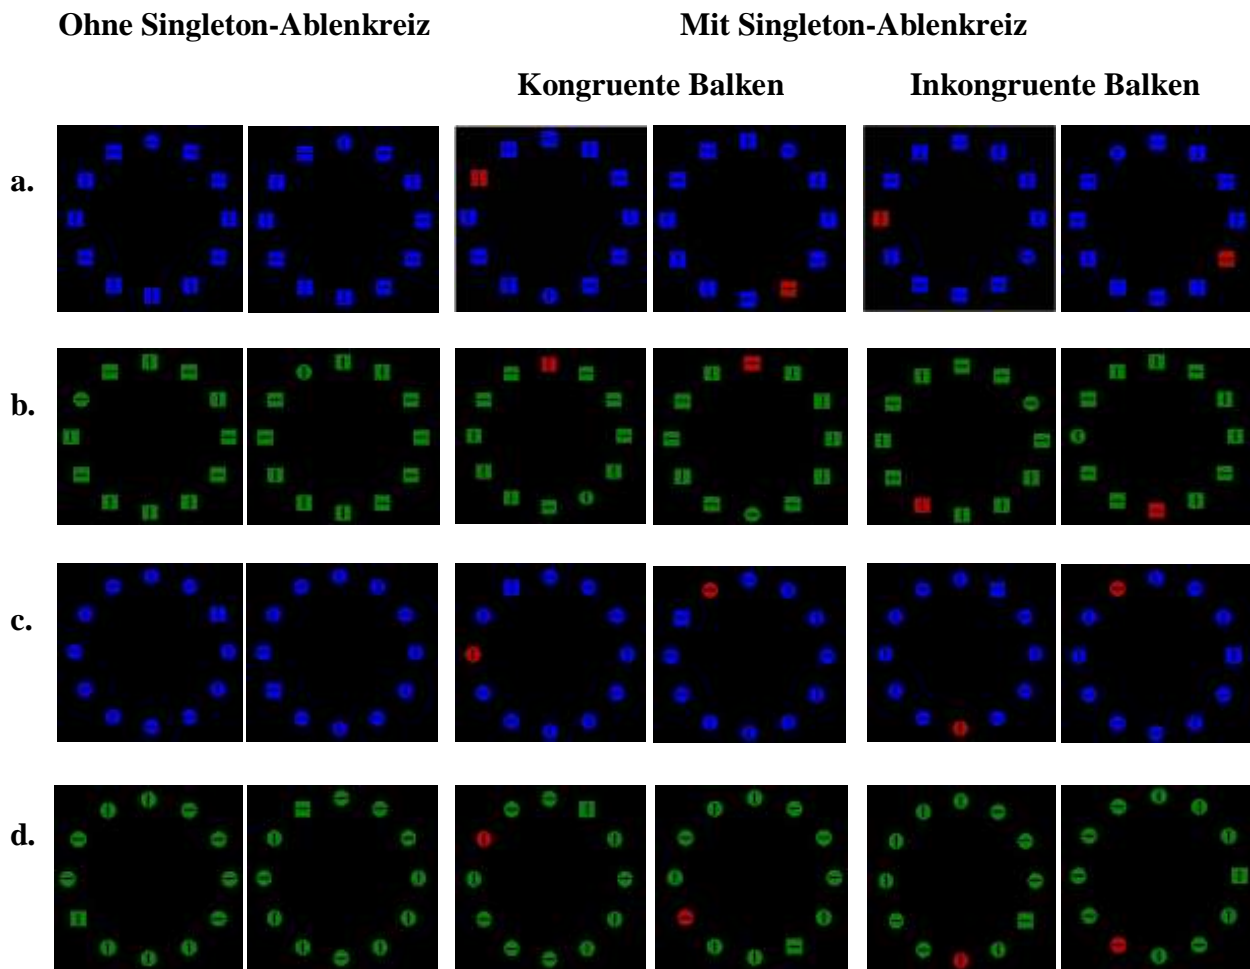 Ohne Singleton-Ablenkreiz
Mit Singleton-Ablenkreiz
Kongruente Balken
Inkongruente Balken
a.
b.
c.
d.